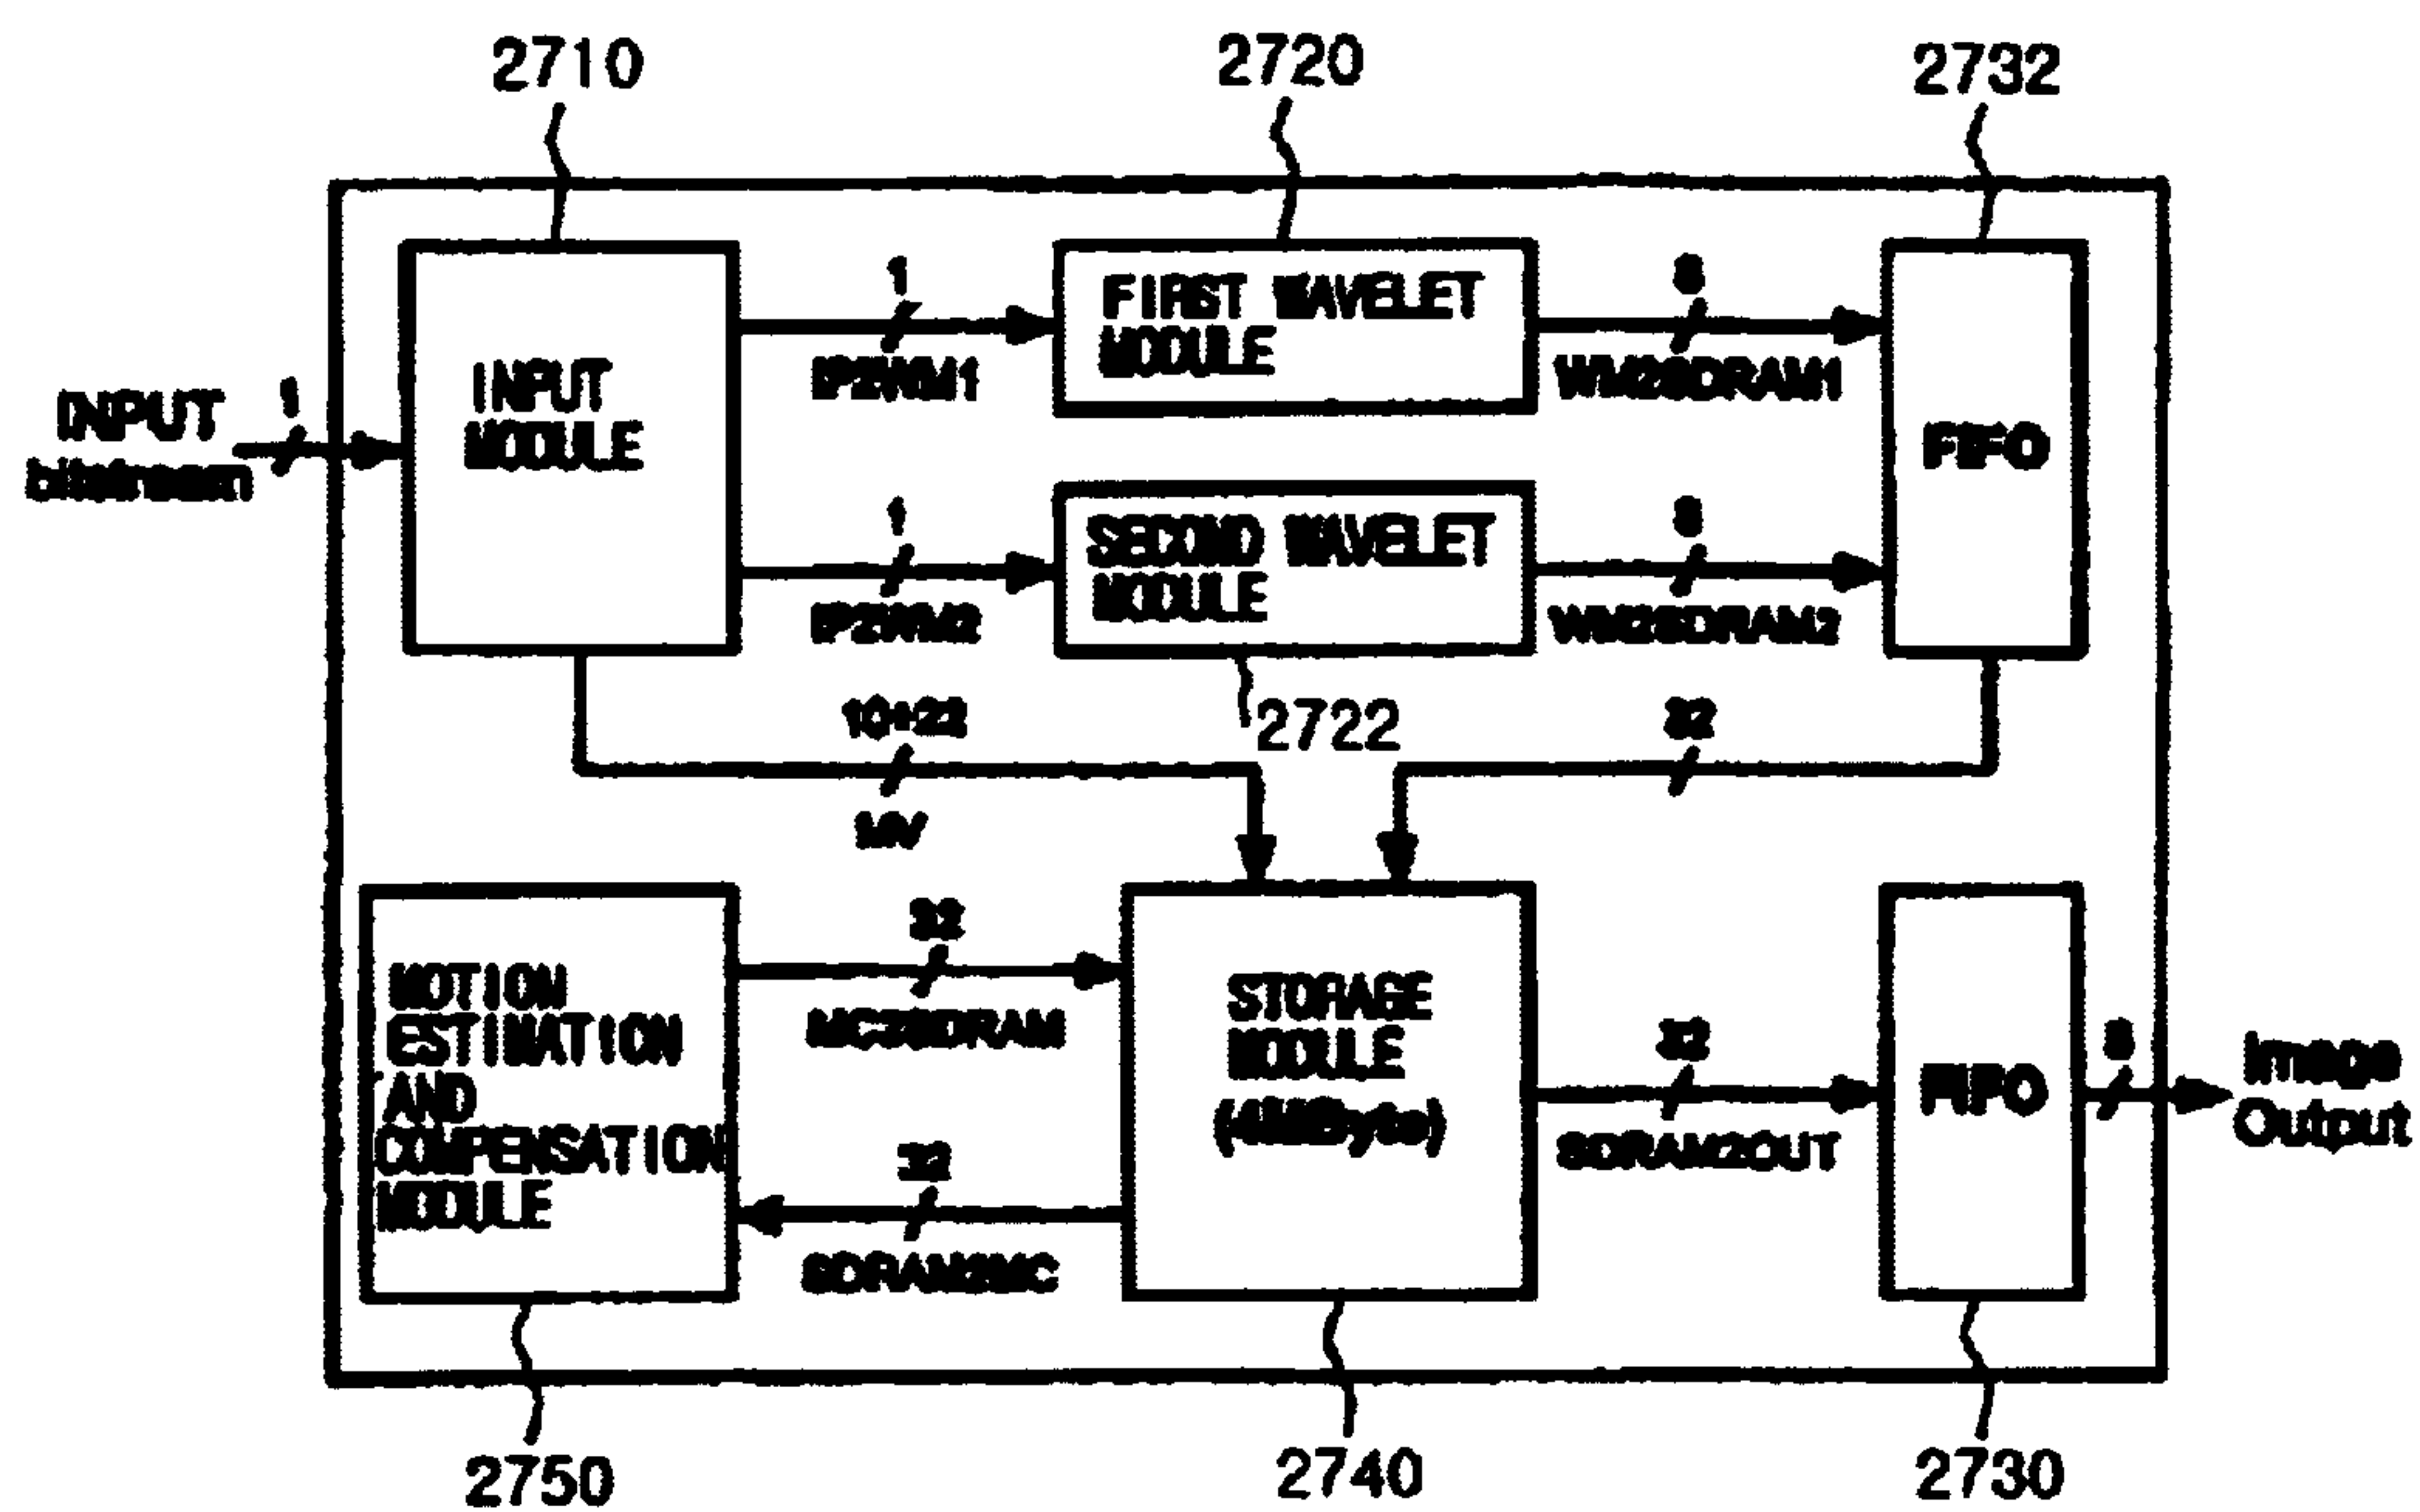 2710
2720
2732
INPUT
bitstream
1
INPUT
MODULE
1
IP2WM1
FIRST WAVELET
MODULE
8
WM2SDRAM1
FIFO
1
IP2WM2
SECOND WAVELET
MODULE
8
WM2SDRAM2
2722
10+22
MV
32
MOTION
ESTIMATION
AND
COMPENSATION
MODULE
32
MC2SDRAM
32
SDRAM2MC
STORAGE
MODULE
32
SDRAM2OUT
FIFO
8
Image
Output
2750
2740
2730